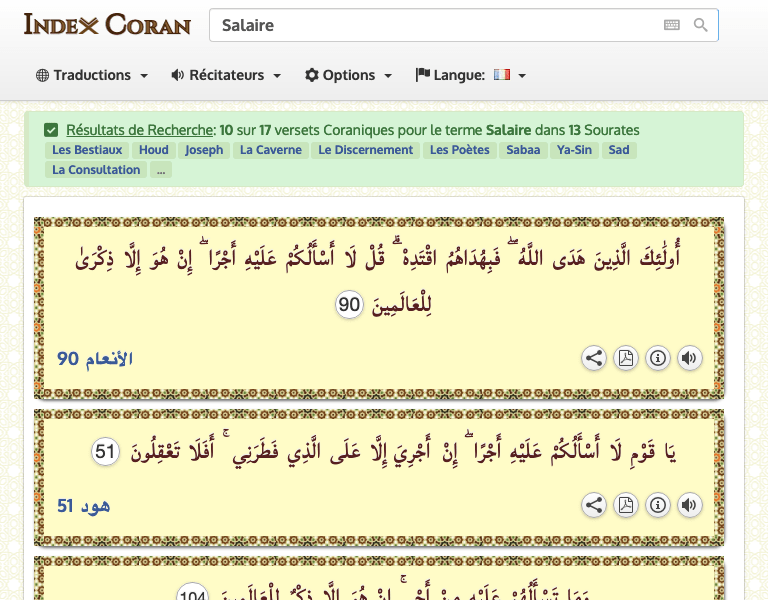 INDEX CORAN
Salaire
Traductions Récitateurs Options Langue:
Résultats de Recherche: 10 sur 17 versets Coraniques pour le terme Salaire dans 13 Sourates
Les Bestiaux Houd Joseph La Caverne Le Discernement Les Poètes Sabaa Ya-Sin Sad
La Consultation ...
أُولَٰئِكَ الَّذِينَ هَدَى اللَّهُ ۖ فَبِهُدَاهُمُ اقْتَدِهْ ۗ قُلْ لَا أَسْأَلُكُمْ عَلَيْهِ أَجْرًا ۖ إِنْ هُوَ إِلَّا ذِكْرَىٰ
لِلْعَالَمِينَ 90
الأنعام 90
يَا قَوْمِ لَا أَسْأَلُكُمْ عَلَيْهِ أَجْرًا ۖ إِنْ أَجْرِيَ إِلَّا عَلَى الَّذِي فَطَرَنِي ۚ أَفَلَا تَعْقِلُونَ 51
هود 51
وَمَا تَسْأَلُهُمْ عَلَيْهِ مِنْ أَجْرٍ ۚ إِنْ هُوَ إِلَّا ذِكْرٌ لِلْعَالَمِينَ 104